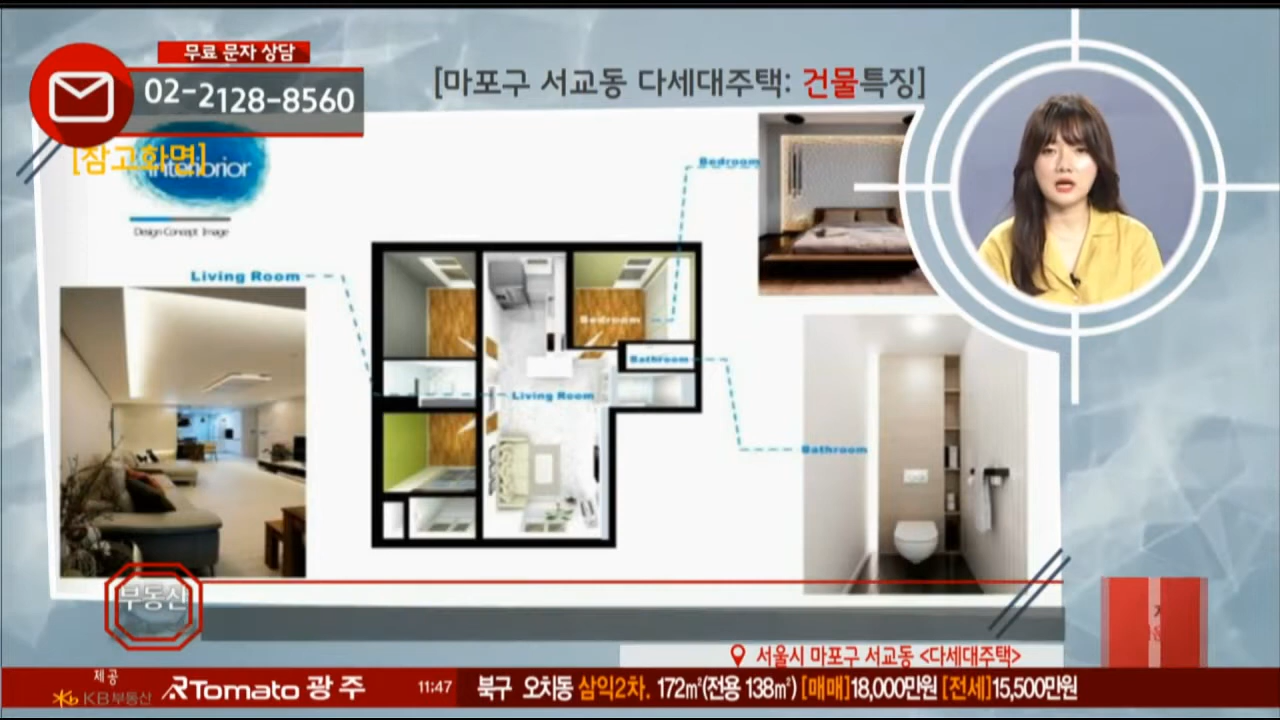 무료 문자 상담
02-2128-8560
[마포구 서교동 다세대주택: 건물특징]
[참고화면]
Design Concept Image
Bedroom
Living Room
Bedroom
Bathroom
Living Room
Bathroom
부동산
서울시 마포구 서교동 <다세대주택>
제공
KB부동산
RTomato 광주
11:47
북구 오치동 삼익2차. 172㎡(전용 138㎡) [매매]18,000만원 [전세]15,500만원